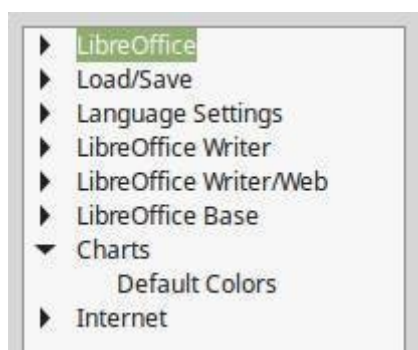 LibreOffice
Load/Save
Language Settings
LibreOffice Writer
LibreOffice Writer/Web
LibreOffice Base
Charts
Default Colors
Internet